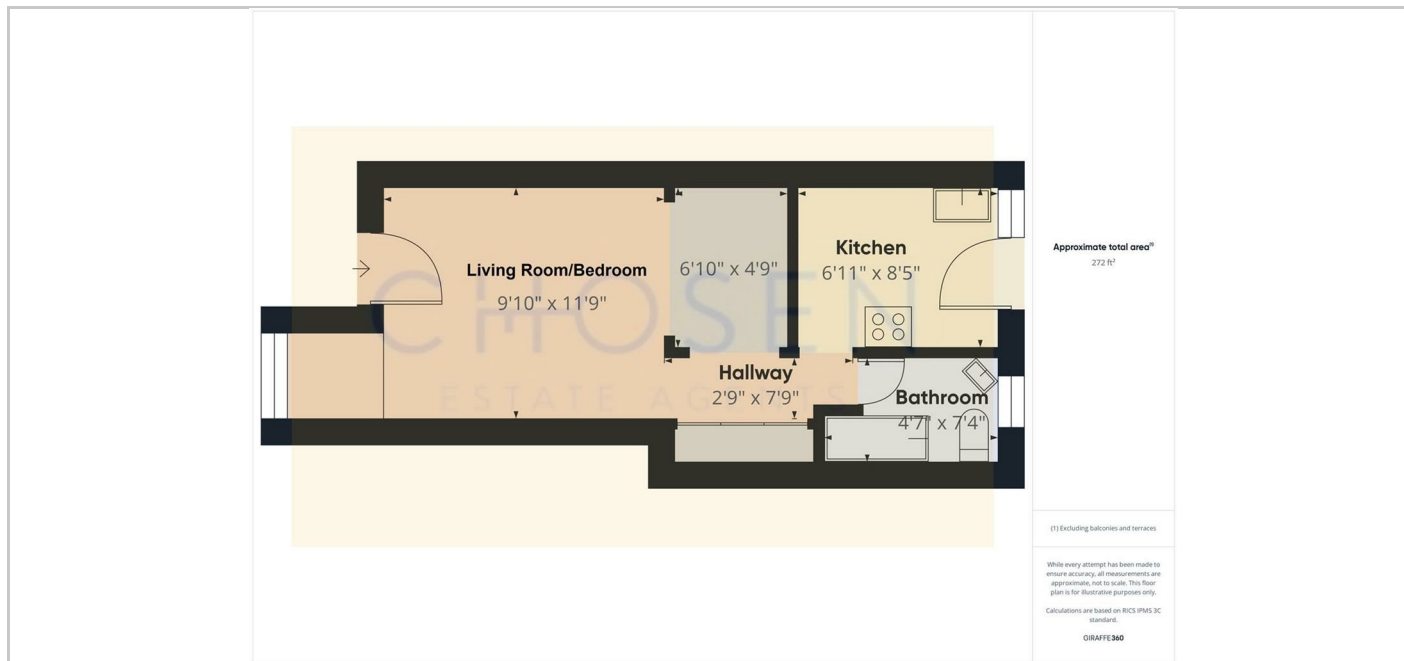 Living Room/Bedroom
9'10" x 11'9"
6'10" x 4'9"
Kitchen
6'11" x 8'5"
Hallway
2'9" x 7'9"
Bathroom
4'7" x 7'4"
CHOSEN
ESTATE AGENTS
Approximate total area⁽¹⁾
272 ft²
(1) Excluding balconies and terraces
While every attempt has been made to
ensure accuracy, all measurements are
approximate, not to scale. This floor
plan is for illustrative purposes only.
Calculations are based on RICS IPMS 3C
standard.
GIRAFFE360